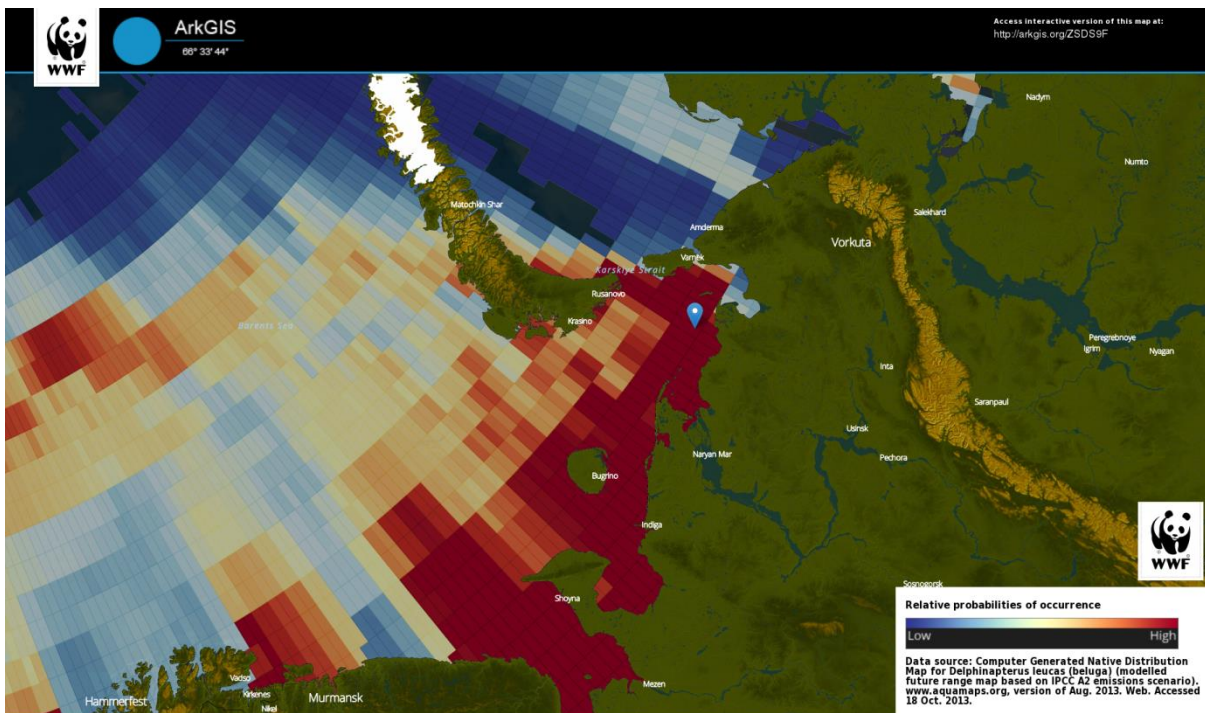 WWF
ArkGIS
66° 33' 44"
Access interactive version of this map at:
http://arkgis.org/ZSDS9F
Nadym
Numto
Matochkin Shar
Salekhard
Amderma
Vorkuta
Varnek
Karskiye Strait
Rusanovo
Krasino
Barents Sea
Peregrebnoye
Igrim
Nyagan
Inta
Saranpaul
Usinsk
Naryan Mar
Pechora
Bugrino
Indiga
WWF
Sosnogorsk
Shoyna
Relative probabilities of occurrence
Low
High
Data source: Computer Generated Native Distribution
Map for Delphinapterus leucas (beluga) (modelled
future range map based on IPCC A2 emissions scenario).
www.aquamaps.org, version of Aug. 2013. Web. Accessed
18 Oct. 2013.
Vadso
Mezen
Kirkenes
Hammerfest
Nikel
Murmansk